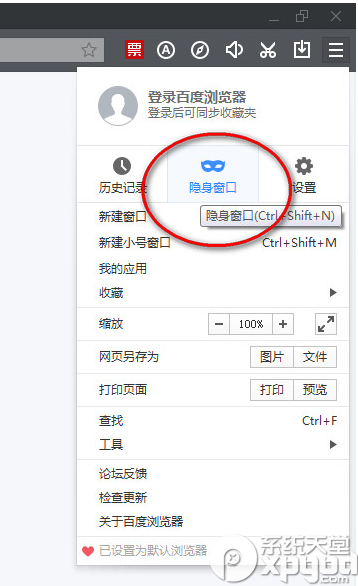 票
登录百度浏览器
登录后可同步收藏夹
历史记录 隐身窗口 设置
新建窗口 隐身窗口(Ctrl+Shift+N)
新建小号窗口 Ctrl+Shift+M
我的应用
收藏
缩放 − 100% +
网页另存为 图片 文件
打印页面 打印 预览
查找 Ctrl+F
工具
论坛反馈
检查更新
关于百度浏览器
已设置为默认浏览器
系统天堂
xpgod